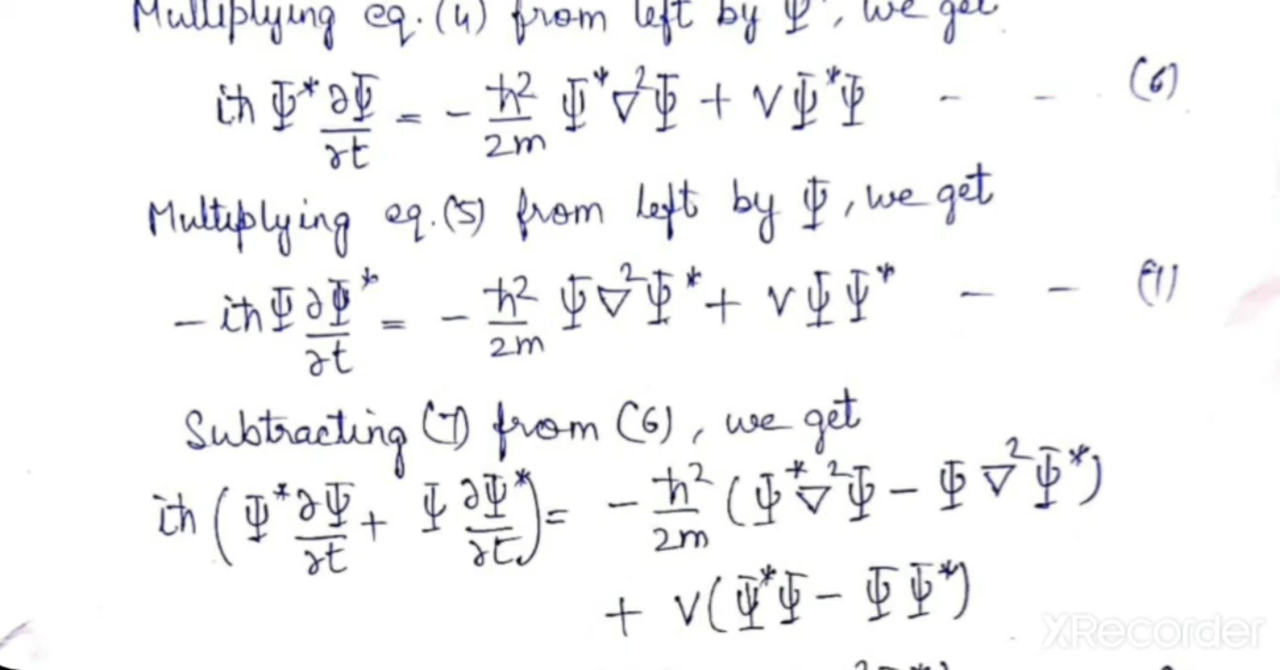 Multiplying eq.(4) from left by Ψ*, we get
iħ Ψ* ∂Ψ/∂t = - ħ²/2m Ψ*∇²Ψ + VΨ*Ψ - - - (6)
Multiplying eq.(5) from left by Ψ, we get
- iħΨ ∂Ψ*/∂t = - ħ²/2m Ψ∇²Ψ* + VΨΨ* - - (7)
Subtracting (7) from (6), we get
iħ (Ψ* ∂Ψ/∂t + Ψ ∂Ψ*/∂t) = - ħ²/2m (Ψ*∇²Ψ - Ψ∇²Ψ*)
+ V(Ψ*Ψ - ΨΨ*)
XRecorder